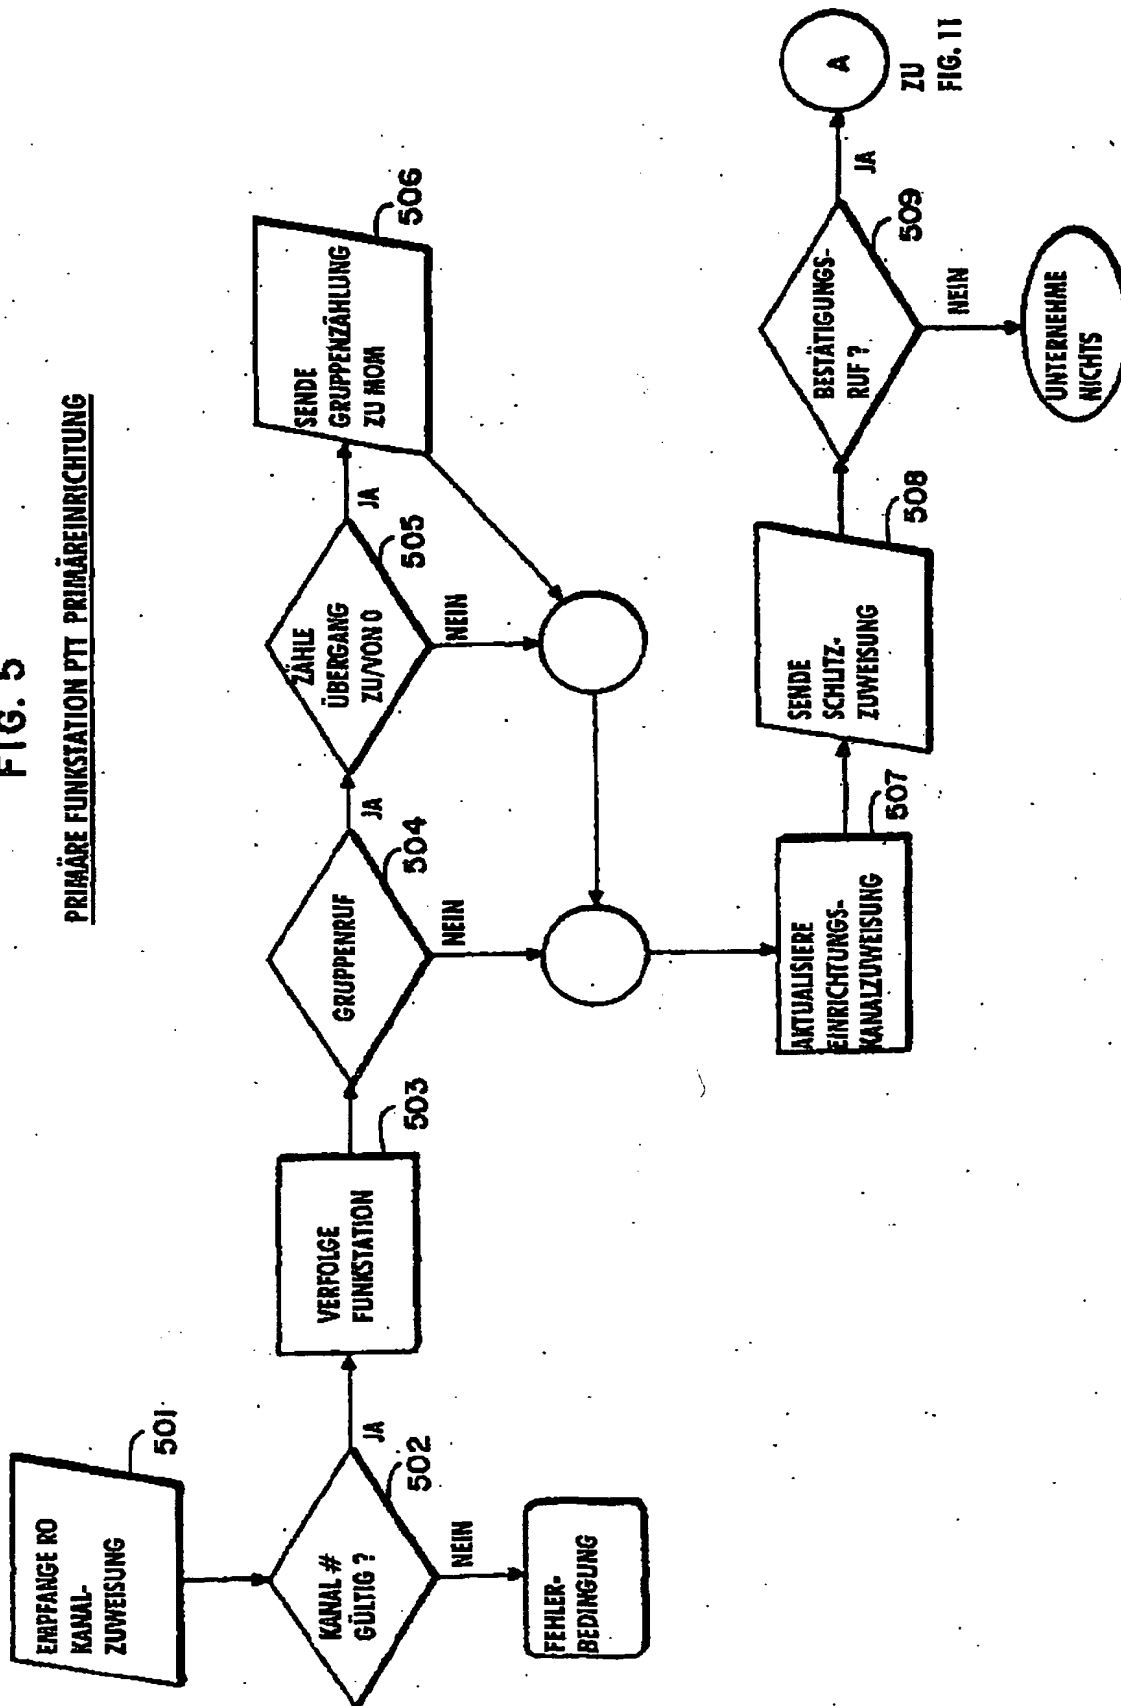 FIG. 5
PRIMÄRE FUNKSTATION PTT PRIMÄREINRICHTUNG
EMPFANGE RO
KANAL-
ZUWEISUNG
501
KANAL #
GÜLTIG ?
502
JA
NEIN
FEHLER-
BEDINGUNG
VERFOLGE
FUNKSTATION
503
GRUPPENRUF
504
JA
NEIN
ZÄHLE
ÜBERGANG
ZU/VON 0
505
JA
NEIN
SENDE
GRUPPENZÄHLUNG
ZU MOM
506
AKTUALISIERE
EINRICHTUNGS-
KANALZUWEISUNG
507
SENDE
SCHLITZ-
ZUWEISUNG
508
BESTÄTIGUNGS-
RUF ?
509
JA
NEIN
UNTERNEHME
NICHTS
A
ZU
FIG. 11